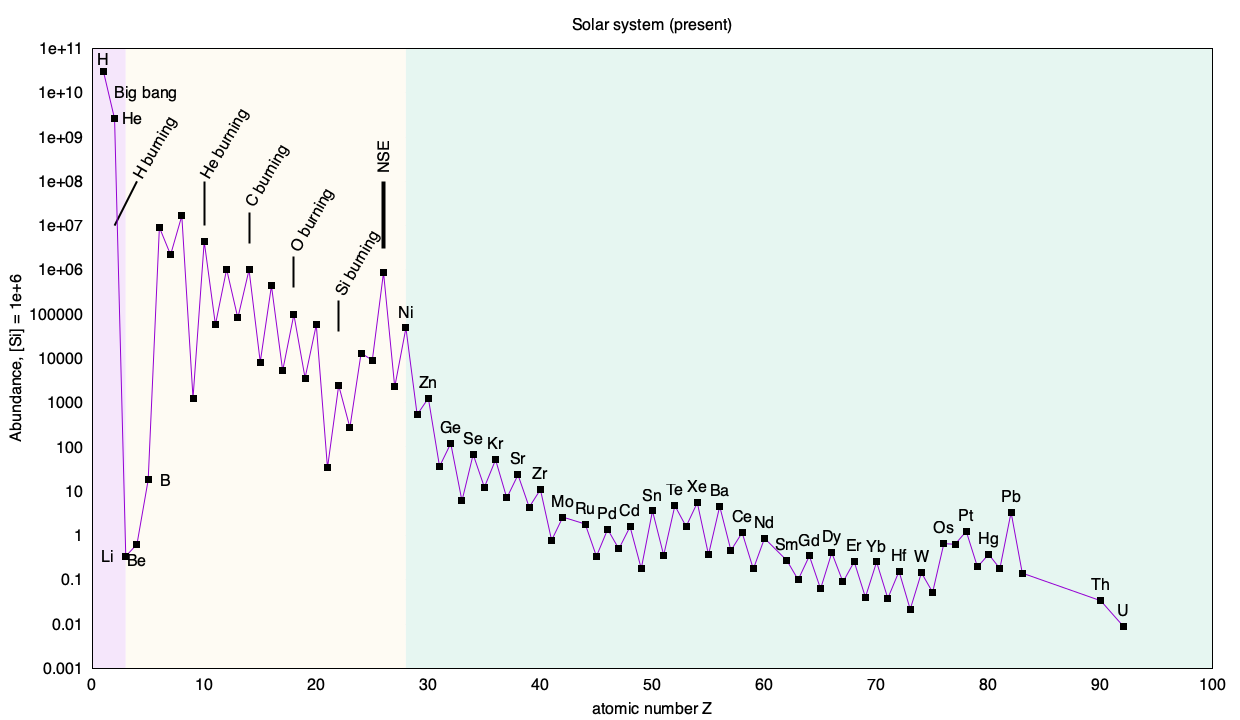 Solar system (present)
1e+11
1e+10
1e+09
1e+08
1e+07
1e+06
100000
10000
1000
100
10
1
0.1
0.01
0.001
Abundance, [Si] = 1e+6
H
Big bang
He
H burning
He burning
C burning
O burning
Si burning
NSE
Li
Be
B
Ni
Zn
Ge
Se
Kr
Sr
Zr
Mo
Ru
Pd
Cd
Sn
Te
Xe
Ba
Ce
Nd
Sm
Gd
Dy
Er
Yb
Hf
W
Os
Pt
Hg
Pb
Th
U
0 10 20 30 40 50 60 70 80 90 100
atomic number Z